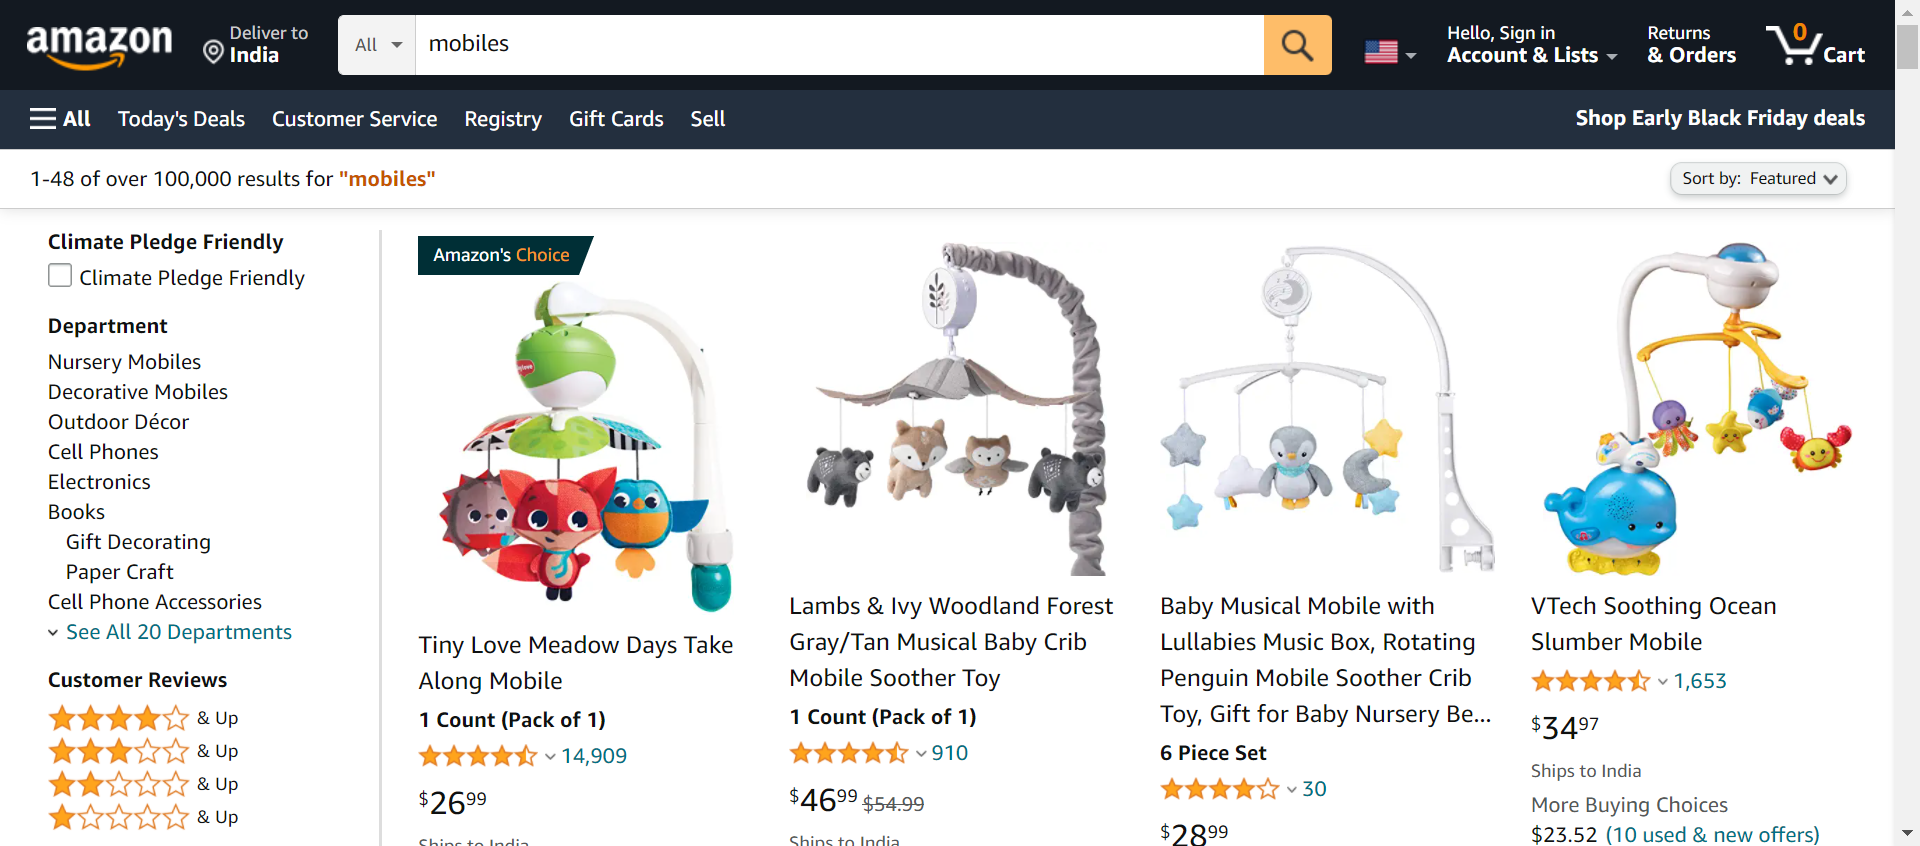 amazon
Deliver to
India
All
mobiles
Hello, Sign in
Account & Lists
Returns
& Orders
0
Cart
All
Today's Deals
Customer Service
Registry
Gift Cards
Sell
Shop Early Black Friday deals
1-48 of over 100,000 results for "mobiles"
Sort by: Featured
Climate Pledge Friendly
Climate Pledge Friendly
Department
Nursery Mobiles
Decorative Mobiles
Outdoor Décor
Cell Phones
Electronics
Books
Gift Decorating
Paper Craft
Cell Phone Accessories
See All 20 Departments
Customer Reviews
& Up
& Up
& Up
& Up
Amazon's Choice
Tiny Love Meadow Days Take
Along Mobile
1 Count (Pack of 1)
14,909
$2699
Ships to India
Lambs & Ivy Woodland Forest
Gray/Tan Musical Baby Crib
Mobile Soother Toy
1 Count (Pack of 1)
910
$4699 $54.99
Ships to India
Baby Musical Mobile with
Lullabies Music Box, Rotating
Penguin Mobile Soother Crib
Toy, Gift for Baby Nursery Be...
6 Piece Set
30
$2899
VTech Soothing Ocean
Slumber Mobile
1,653
$3497
Ships to India
More Buying Choices
$23.52 (10 used & new offers)